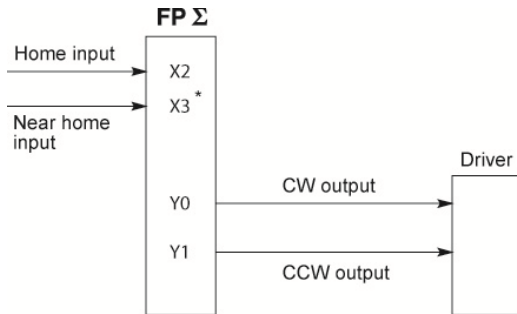 FP Σ
Home input
X2
X3 *
Near home
input
Driver
Y0
CW output
Y1
CCW output